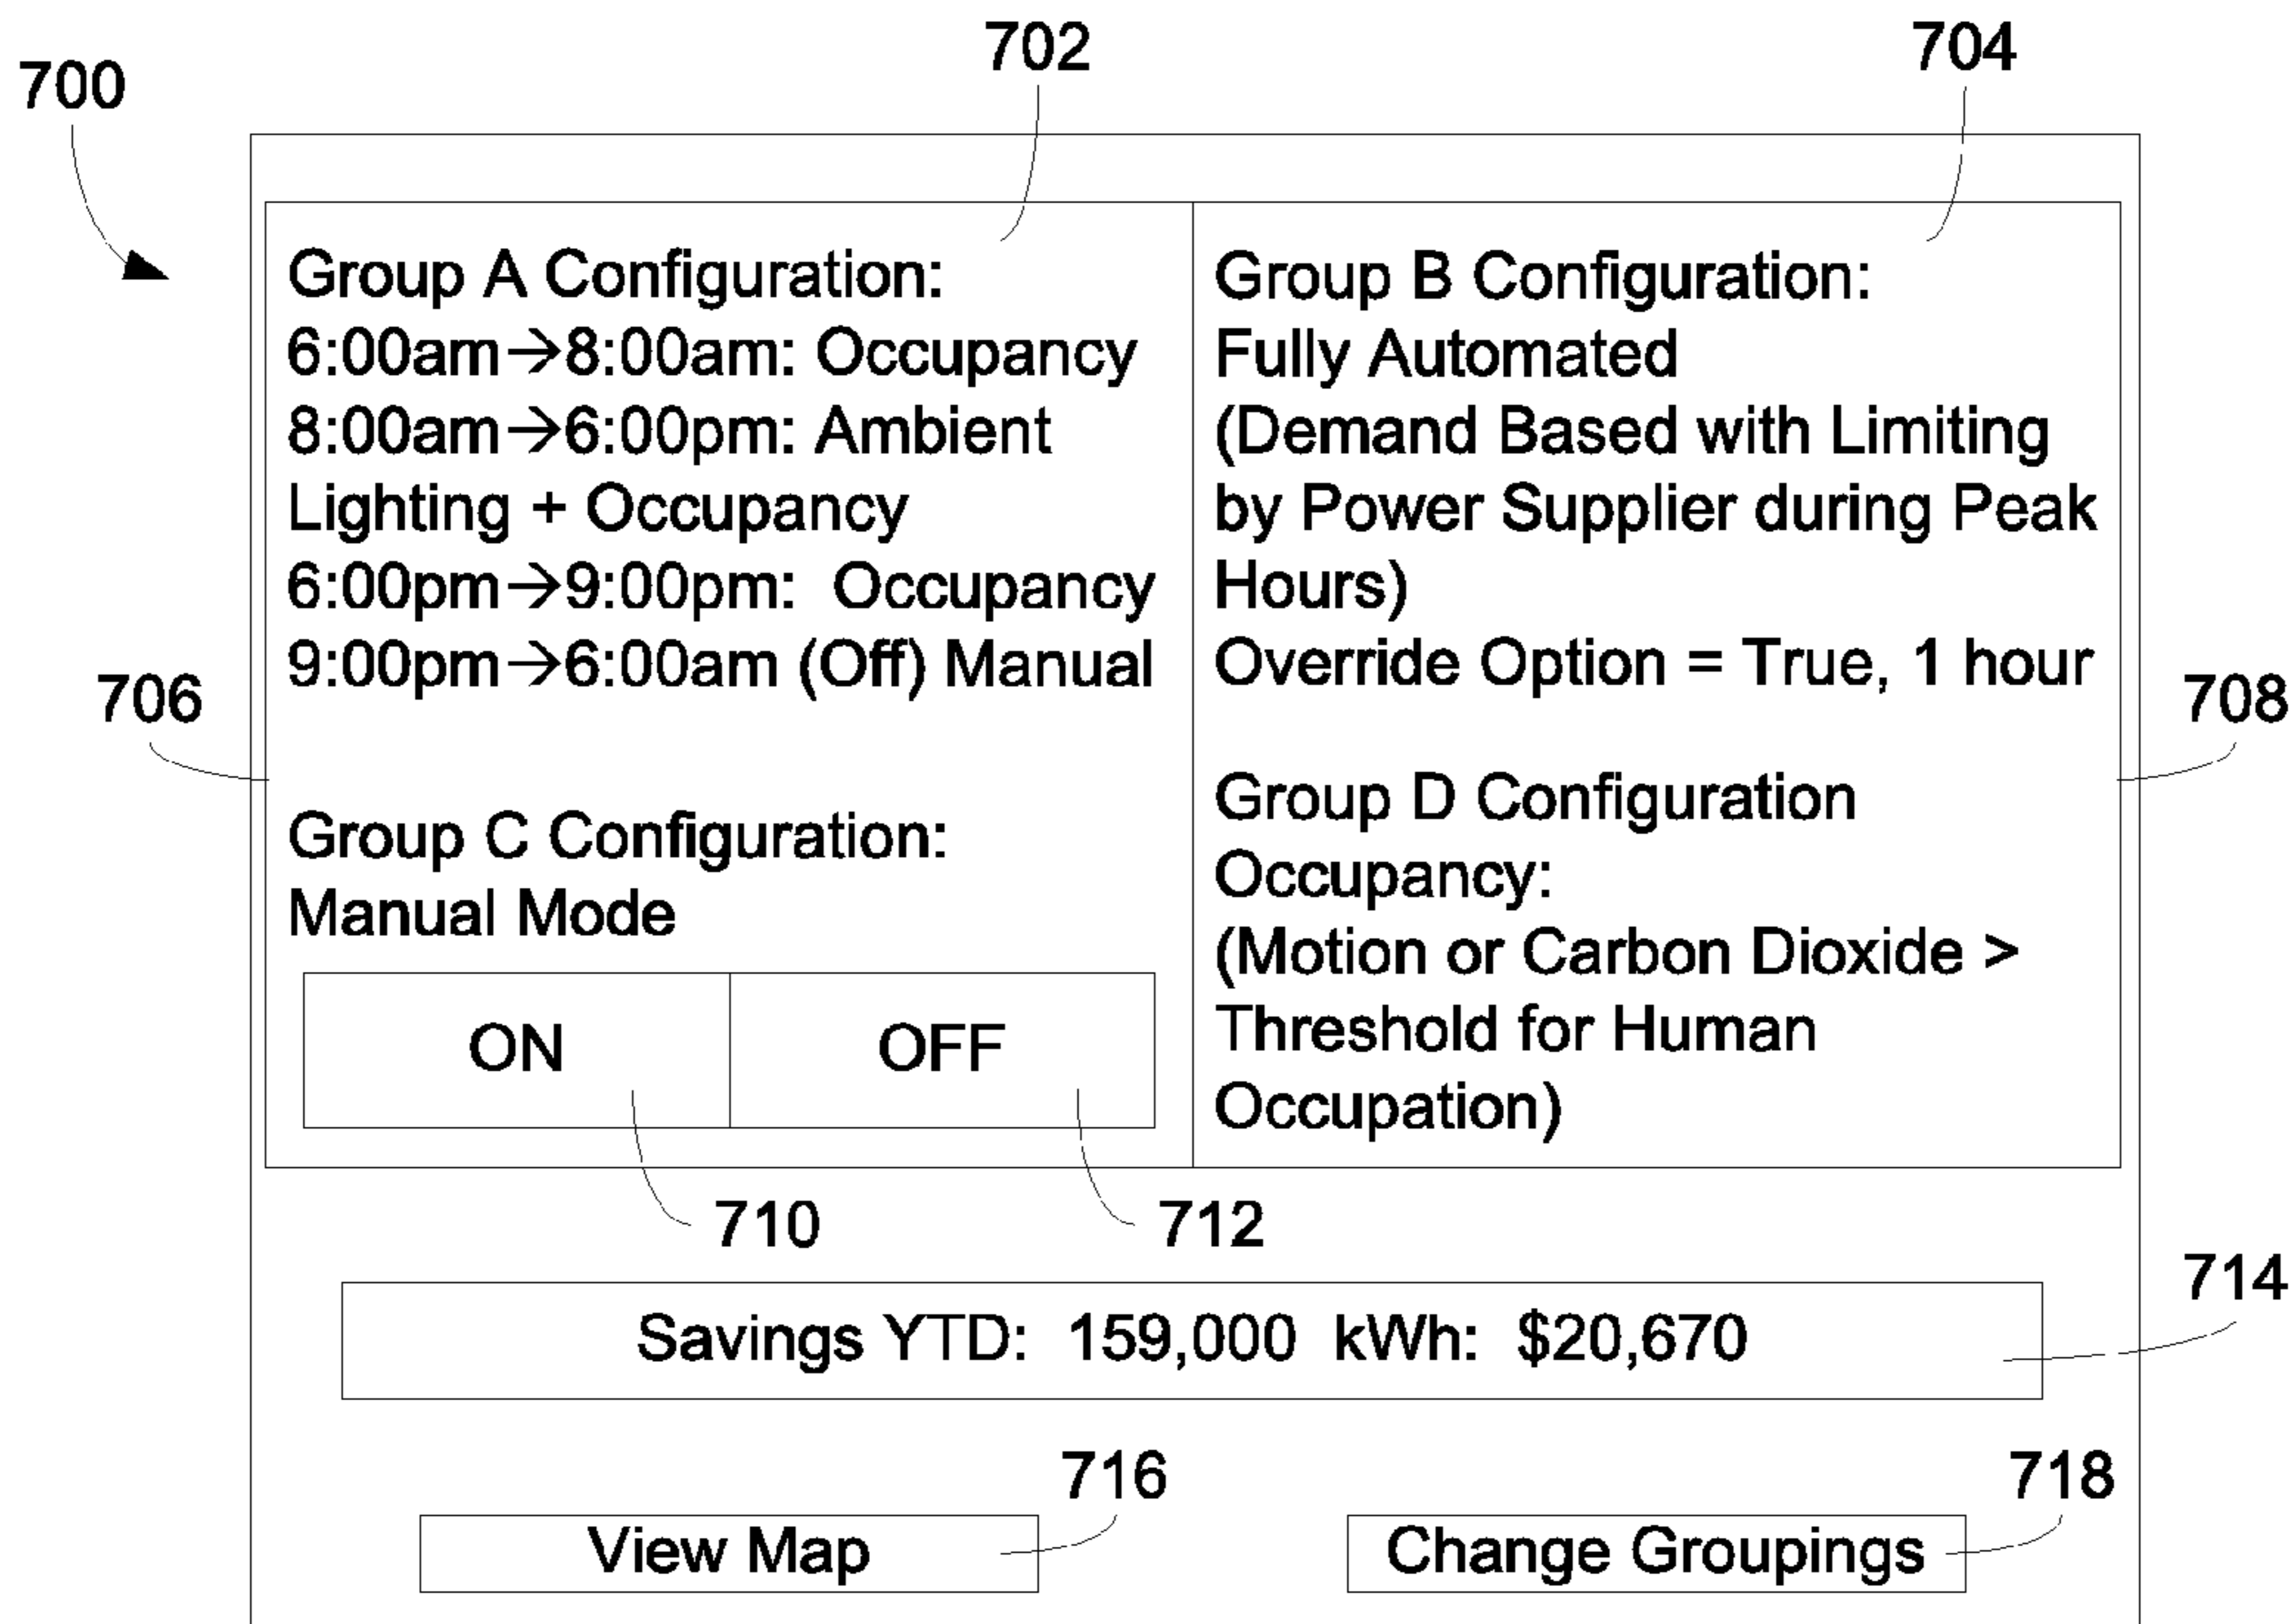 700
702
704
Group A Configuration:
6:00am→8:00am: Occupancy
8:00am→6:00pm: Ambient
Lighting + Occupancy
6:00pm→9:00pm:  Occupancy
9:00pm→6:00am (Off) Manual
706
Group C Configuration:
Manual Mode
ON
OFF
710
712
Group B Configuration:
Fully Automated
(Demand Based with Limiting
by Power Supplier during Peak
Hours)
Override Option = True, 1 hour
708
Group D Configuration
Occupancy:
(Motion or Carbon Dioxide >
Threshold for Human
Occupation)
714
Savings YTD:  159,000  kWh:  $20,670
716
718
View Map
Change Groupings